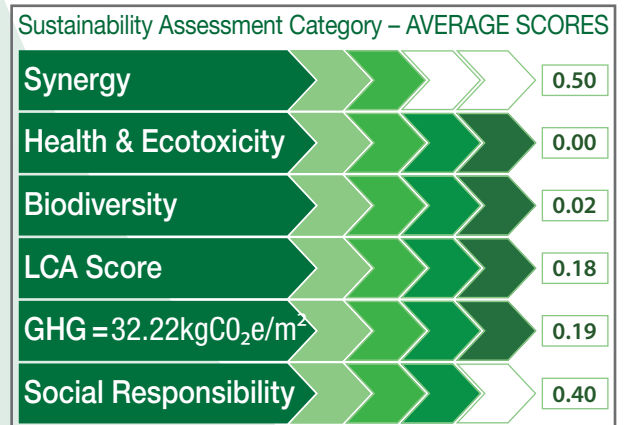 Sustainability Assessment Category – AVERAGE SCORES
Synergy 0.50
Health & Ecotoxicity 0.00
Biodiversity 0.02
LCA Score 0.18
GHG = 32.22kgC0₂e/m² 0.19
Social Responsibility 0.40